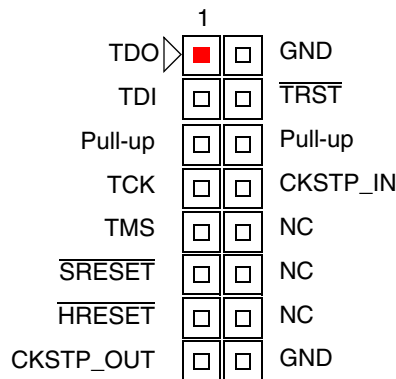 1
TDO GND
TDI TRST
Pull-up Pull-up
TCK CKSTP_IN
TMS NC
SRESET NC
HRESET NC
CKSTP_OUT GND